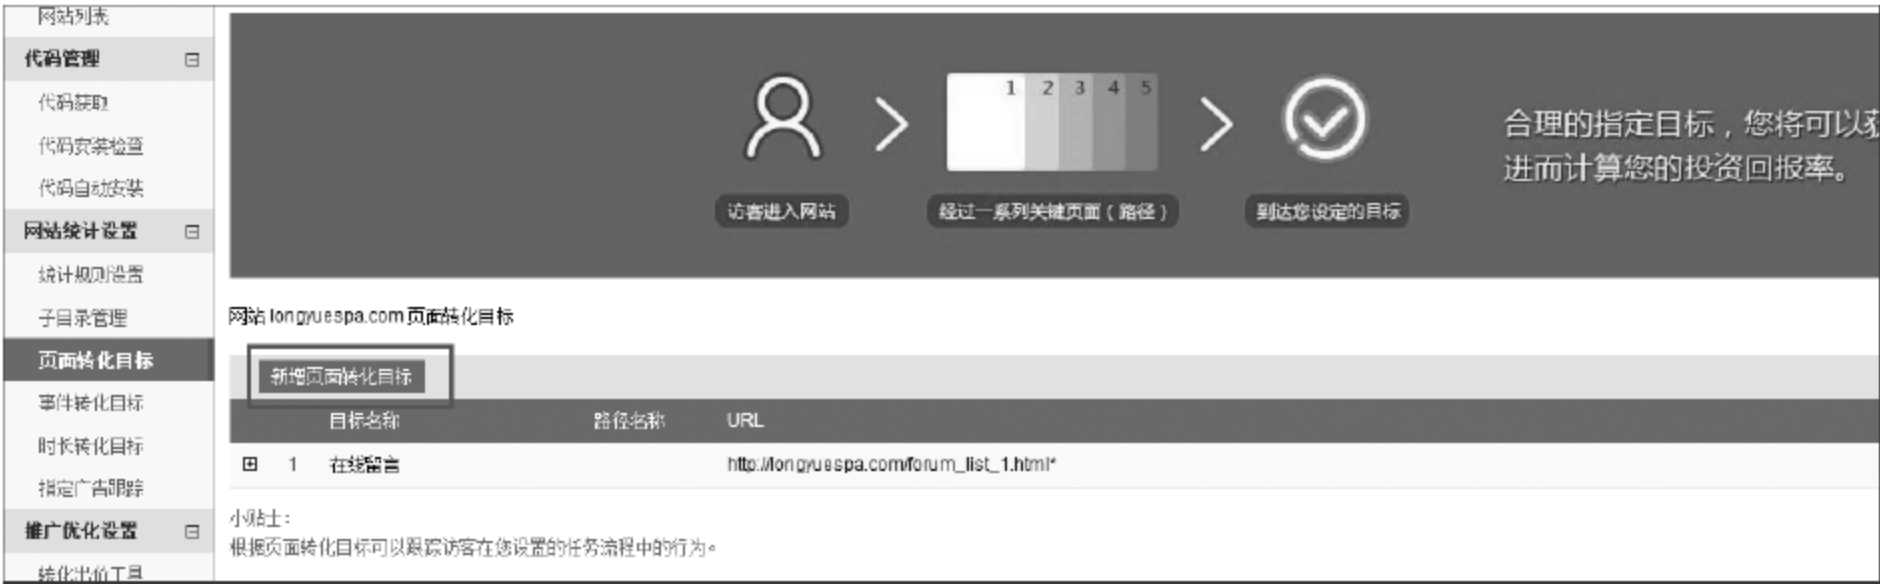 网站列表
代码管理
代码获取
代码安装检查
代码自动安装
网站统计设置
统计规则设置
子目录管理
页面转化目标
事件转化目标
时长转化目标
指定广告跟踪
推广优化设置
转化出价工具
1 2 3 4 5
访客进入网站
经过一系列关键页面（路径）
到达您设定的目标
合理的指定目标，您将可以获
进而计算您的投资回报率。
网站 longyuespa.com 页面转化目标
新增页面转化目标
目标名称 路径名称 URL
1 在线留言 http://longyuespa.com/forum_list_1.html*
小贴士：
根据页面转化目标可以跟踪访客在您设置的任务流程中的行为。